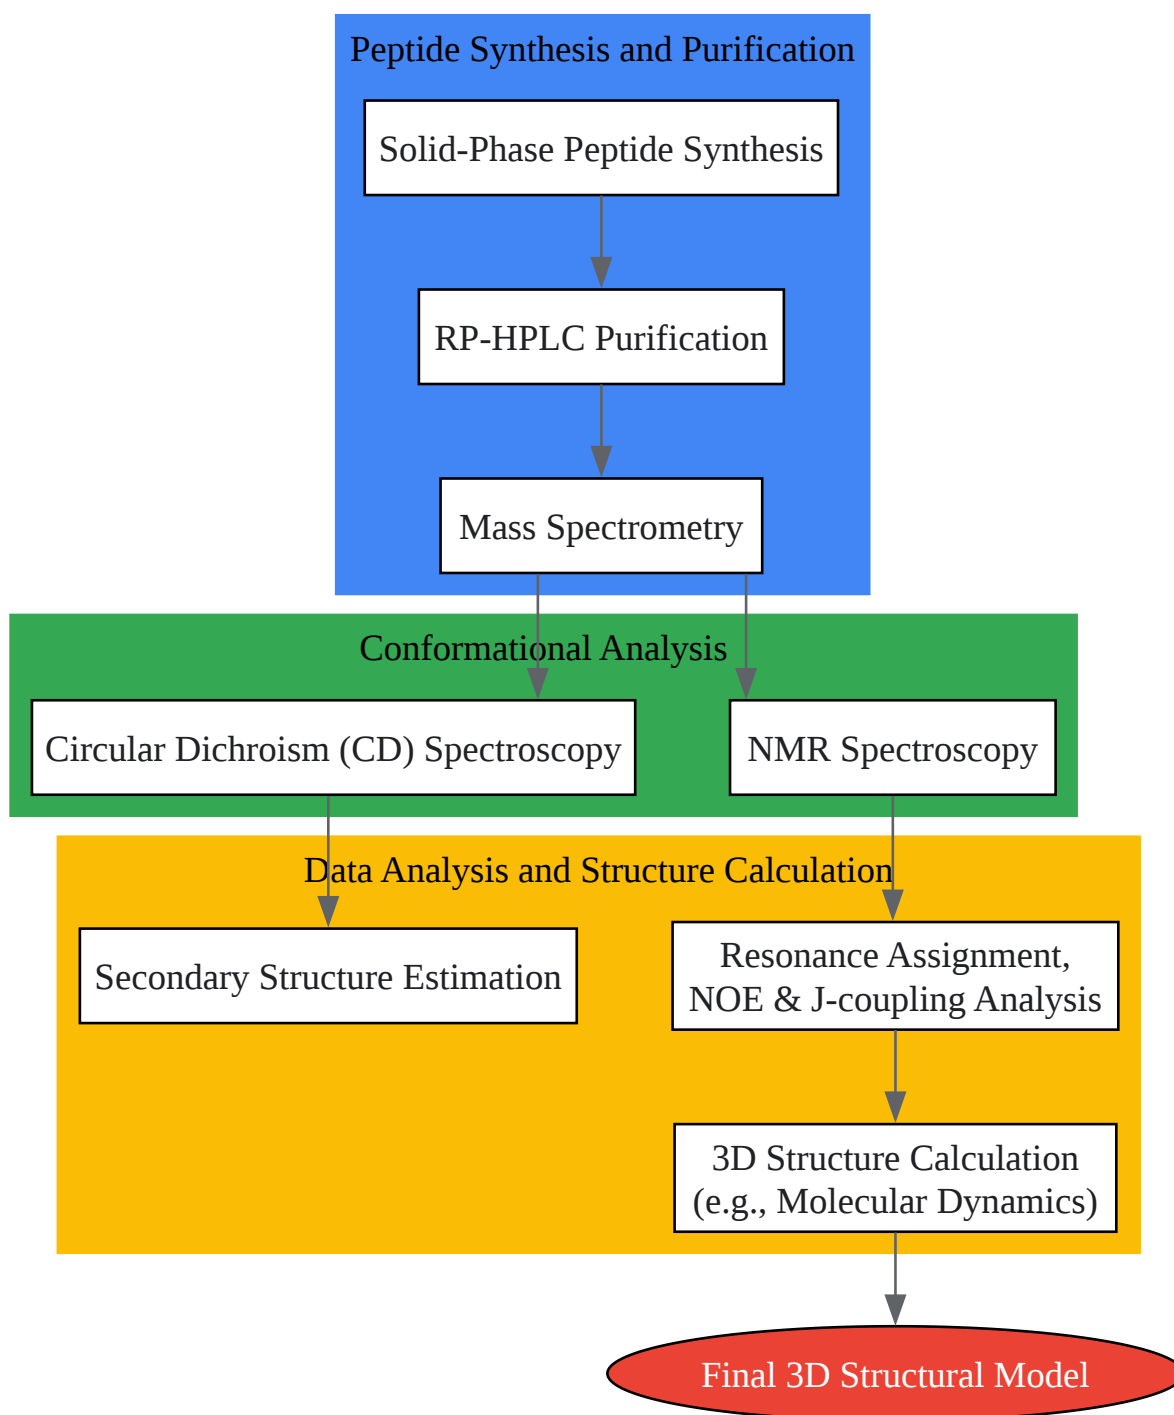 Peptide Synthesis and Purification
Solid-Phase Peptide Synthesis
RP-HPLC Purification
Mass Spectrometry
Conformational Analysis
Circular Dichroism (CD) Spectroscopy
NMR Spectroscopy
Data Analysis and Structure Calculation
Secondary Structure Estimation
Resonance Assignment,
NOE & J-coupling Analysis
3D Structure Calculation
(e.g., Molecular Dynamics)
Final 3D Structural Model